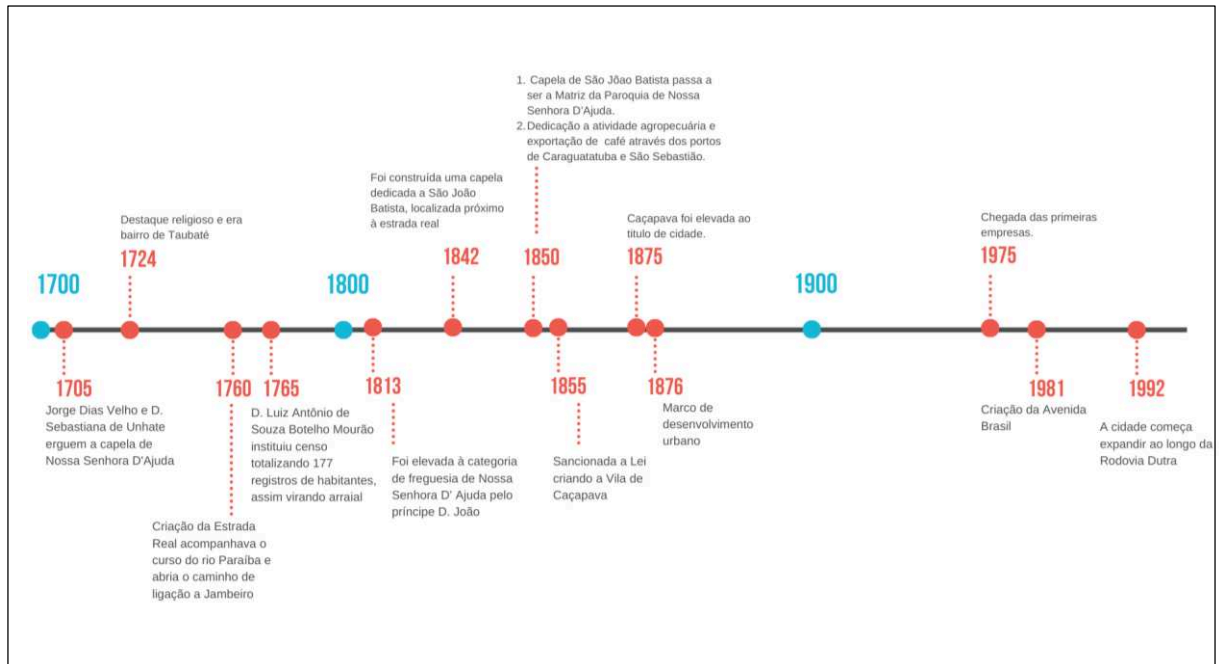 1. Capela de São Jõao Batista passa a
ser a Matriz da Paroquia de Nossa
Senhora D'Ajuda.
2. Dedicação a atividade agropecuária e
exportação de café através dos portos
de Caraguatatuba e São Sebastião.
Foi construída uma capela
dedicada a São João
Batista, localizada próximo
à estrada real
Destaque religioso e era
bairro de Taubaté
Caçapava foi elevada ao
titulo de cidade.
Chegada das primeiras
empresas.
1724
1842
1850
1875
1975
1700
1800
1900
1705
1760
1765
1813
1855
1876
1981
1992
Jorge Dias Velho e D.
Sebastiana de Unhate
erguem a capela de
Nossa Senhora D'Ajuda
D. Luiz Antônio de
Souza Botelho Mourão
instituiu censo
totalizando 177
registros de habitantes,
assim virando arraial
Marco de
desenvolvimento
urbano
Criação da Avenida
Brasil
A cidade começa
expandir ao longo da
Rodovia Dutra
Foi elevada à categoria
de freguesia de Nossa
Senhora D' Ajuda pelo
príncipe D. João
Sancionada a Lei
criando a Vila de
Caçapava
Criação da Estrada
Real acompanhava o
curso do rio Paraíba e
abria o caminho de
ligação a Jambeiro